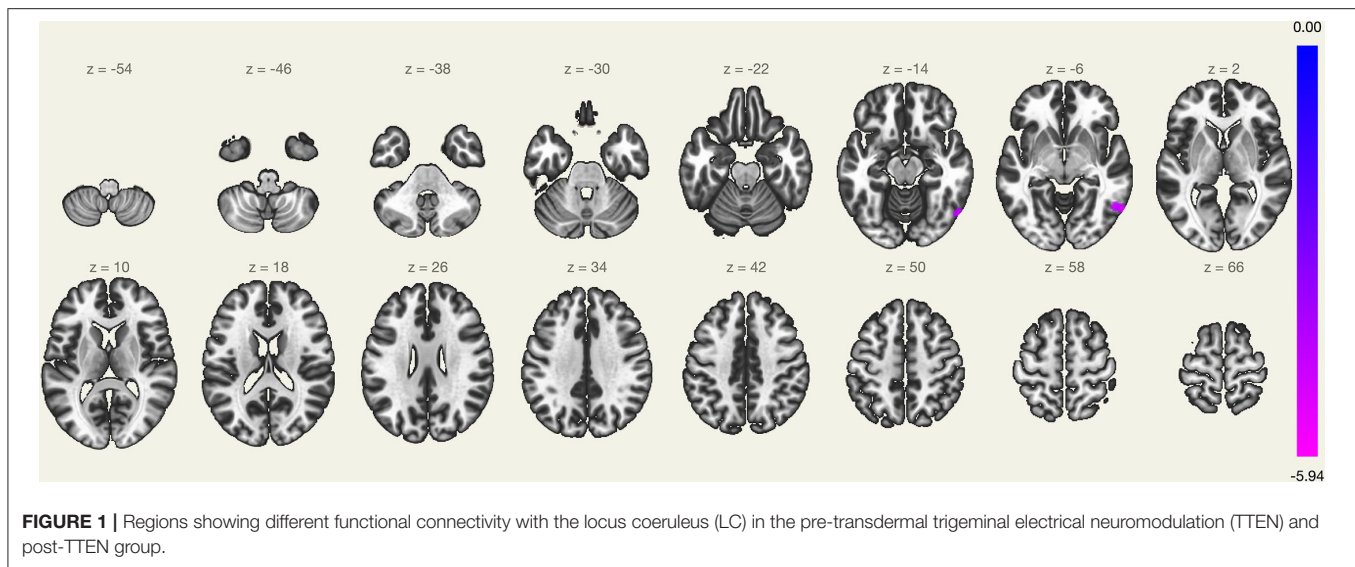 0.00
z = -54 z = -46 z = -38 z = -30 z = -22 z = -14 z = -6 z = 2
z = 10 z = 18 z = 26 z = 34 z = 42 z = 50 z = 58 z = 66
-5.94
FIGURE 1 | Regions showing different functional connectivity with the locus coeruleus (LC) in the pre-transdermal trigeminal electrical neuromodulation (TTEN) and
post-TTEN group.